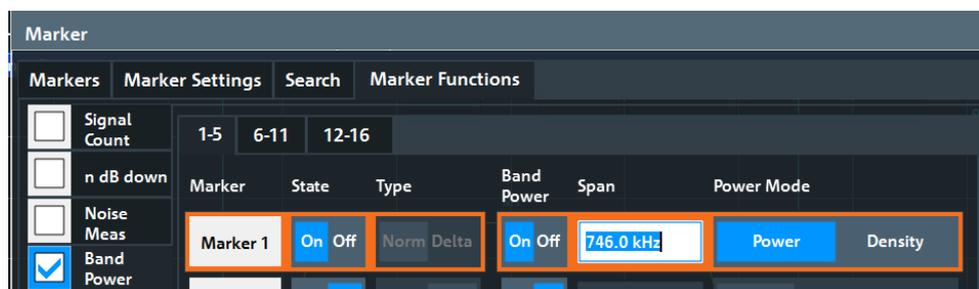 Marker
Markers Marker Settings Search Marker Functions
Signal
Count
n dB down
Noise
Meas
Band
Power
1-5 6-11 12-16
Marker State Type Band
Power Span Power Mode
Marker 1 On Off Norm Delta On Off 746.0 kHz Power Density